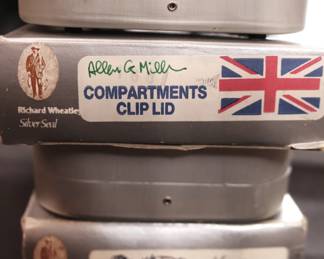 Allen G. Miller
COMPARTMENTS
CLIP LID
Richard Wheatley
Silver Seal